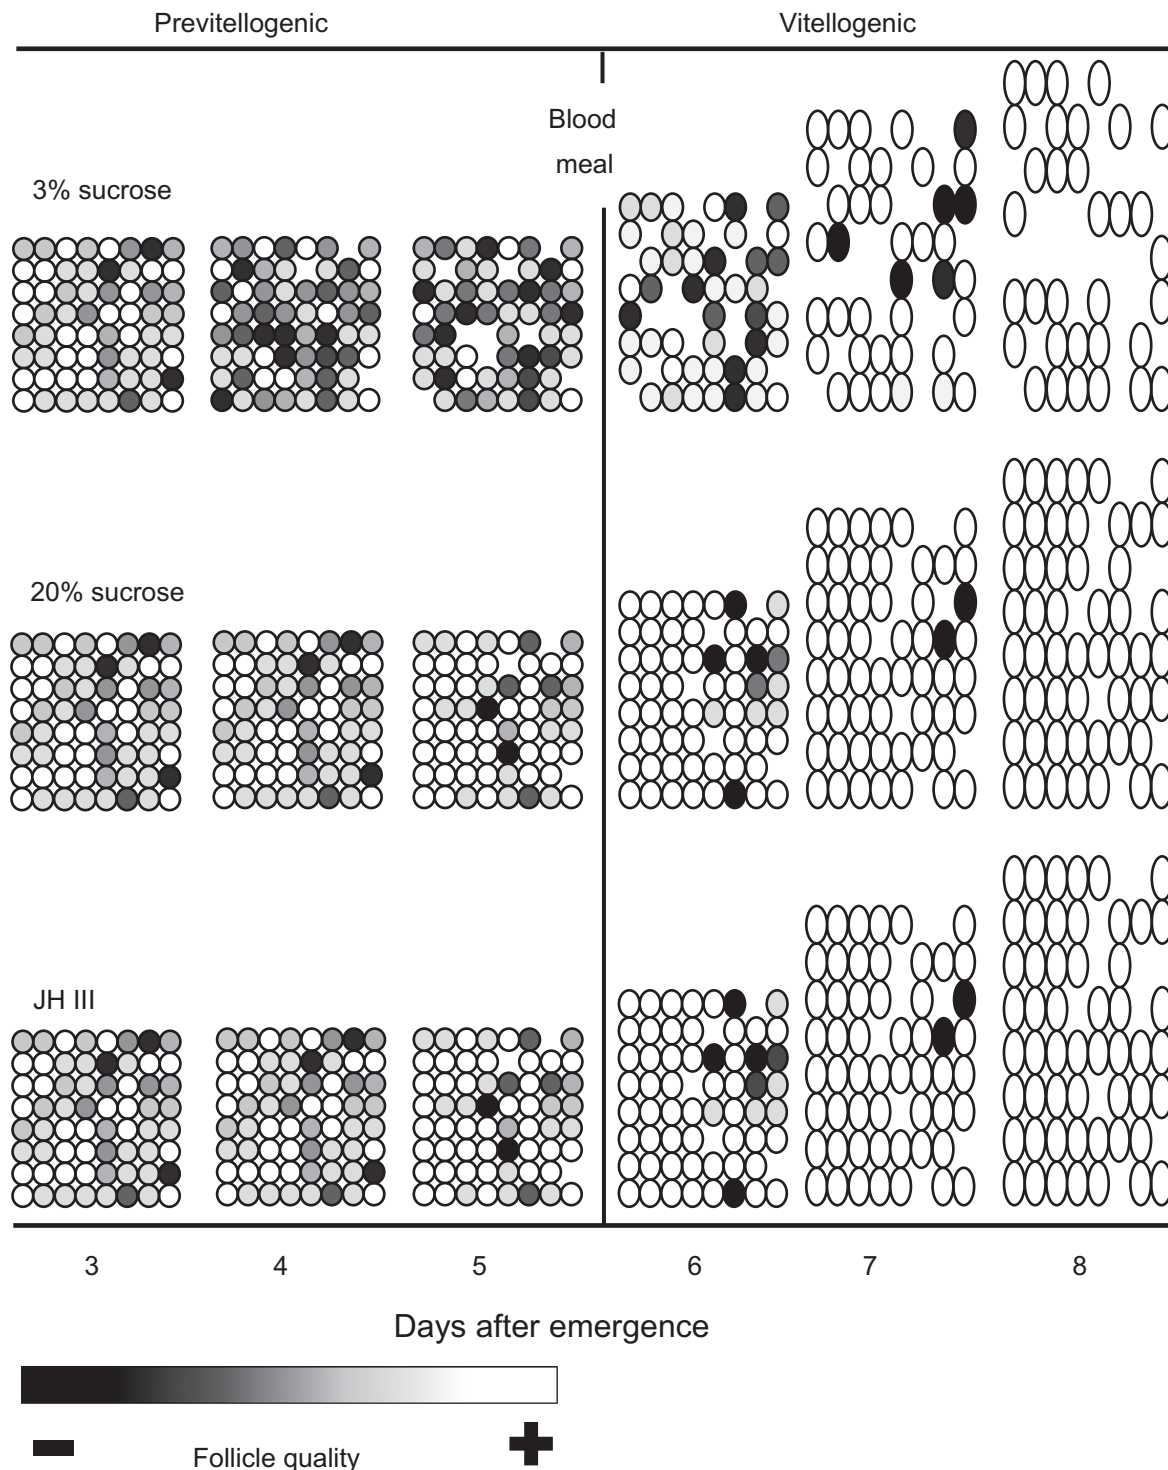 Previtellogenic
Vitellogenic
Blood
meal
3% sucrose
20% sucrose
JH III
3 4 5 6 7 8
Days after emergence
Follicle quality